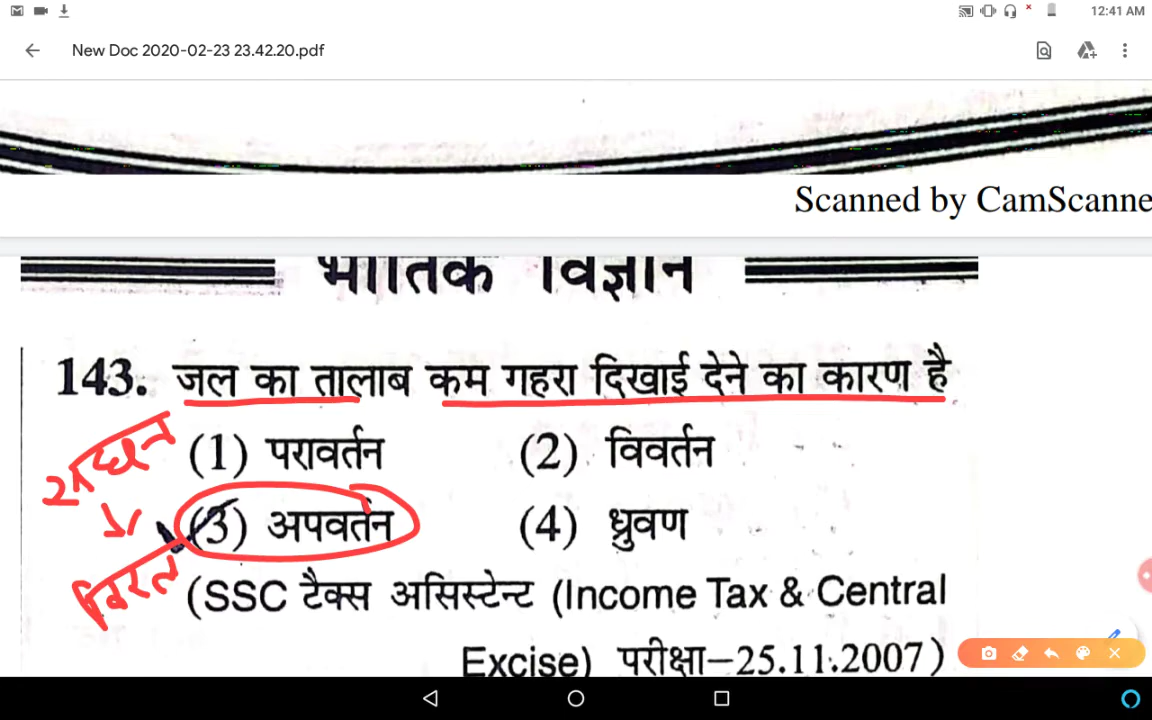 12:41 AM
New Doc 2020-02-23 23.42.20.pdf
Scanned by CamScanne
भौतिक विज्ञान
143. जल का तालाब कम गहरा दिखाई देने का कारण है
सघन
(1) परावर्तन (2) विवर्तन
(3) अपवर्तन (4) ध्रुवण
विरल
(SSC टैक्स असिस्टेन्ट (Income Tax & Central
Excise) परीक्षा–25.11.2007)